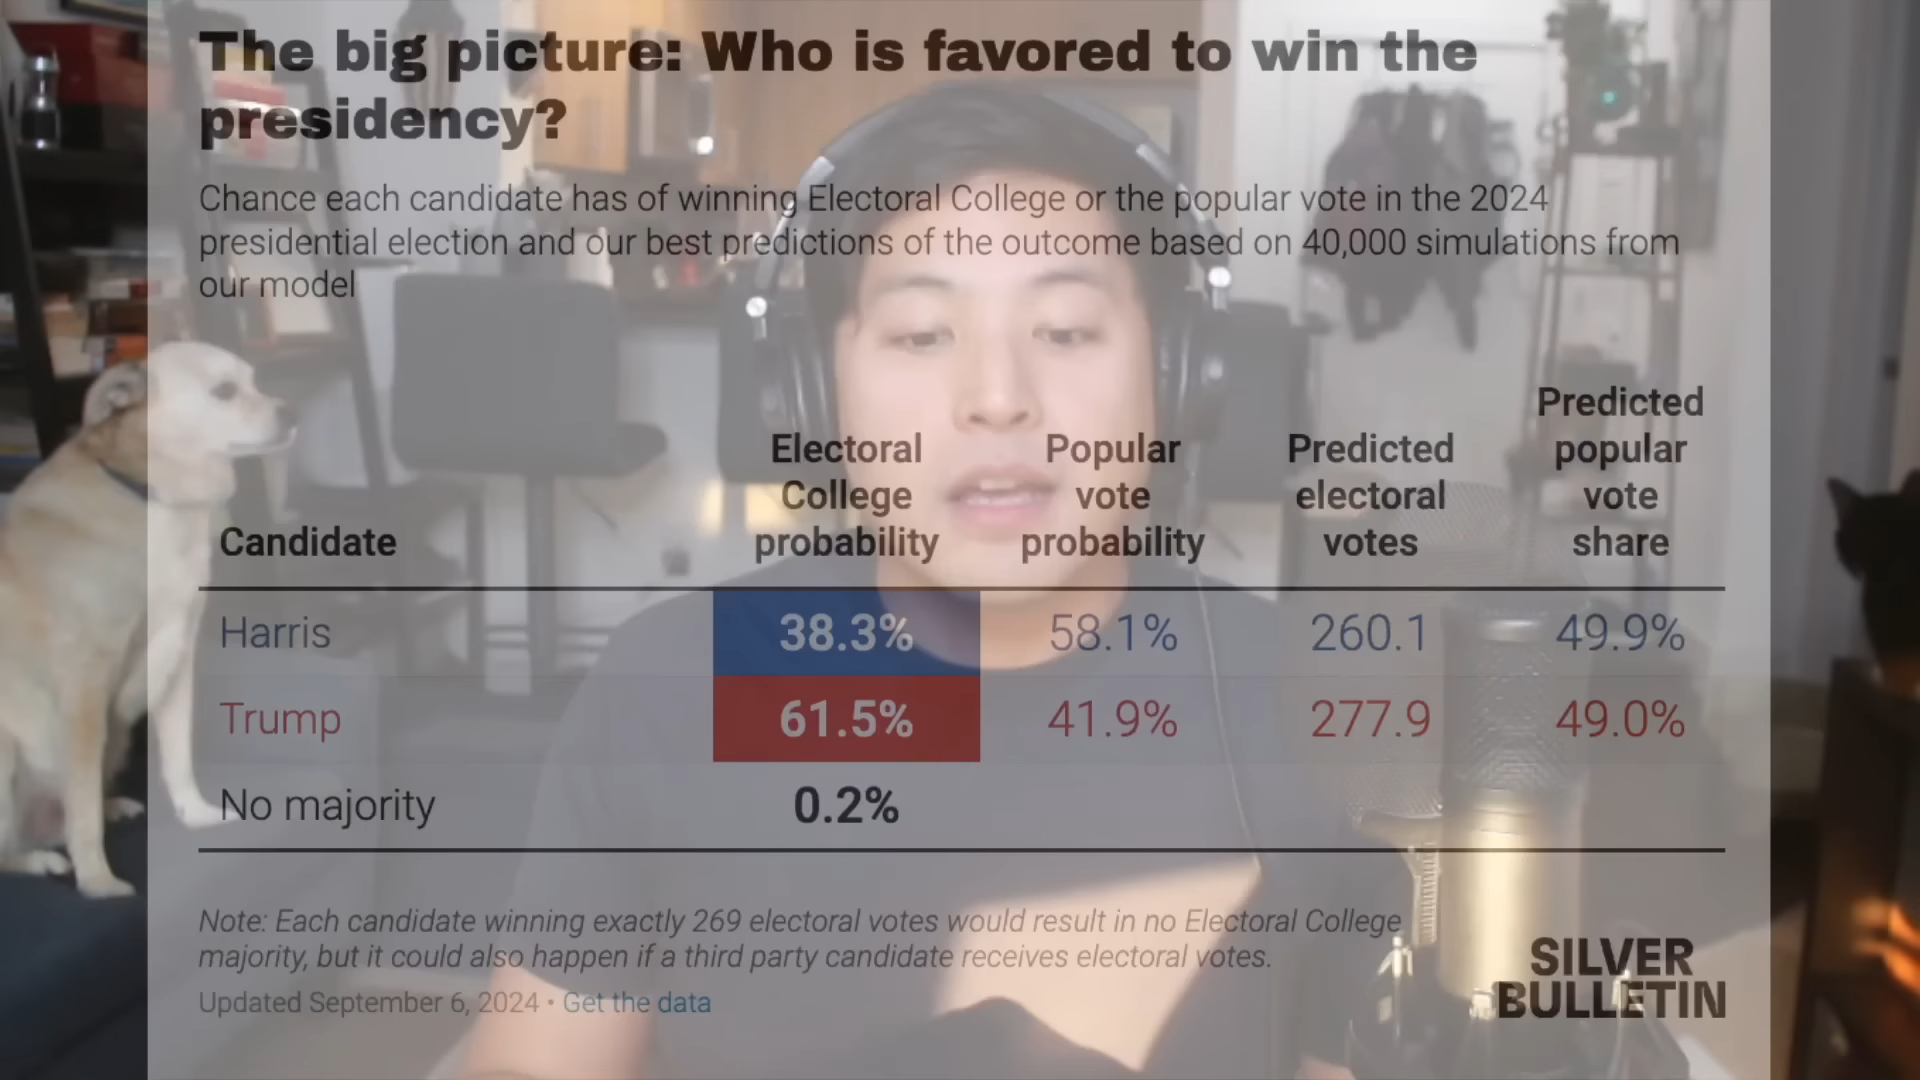 The big picture: Who is favored to win the
presidency?
Chance each candidate has of winning Electoral College or the popular vote in the 2024
presidential election and our best predictions of the outcome based on 40,000 simulations from
our model
Candidate
Electoral
College
probability
Popular
vote
probability
Predicted
electoral
votes
Predicted
popular
vote
share
Harris 38.3% 58.1% 260.1 49.9%
Trump 61.5% 41.9% 277.9 49.0%
No majority 0.2%
Note: Each candidate winning exactly 269 electoral votes would result in no Electoral College
majority, but it could also happen if a third party candidate receives electoral votes.
Updated September 6, 2024 • Get the data
SILVER
BULLETIN